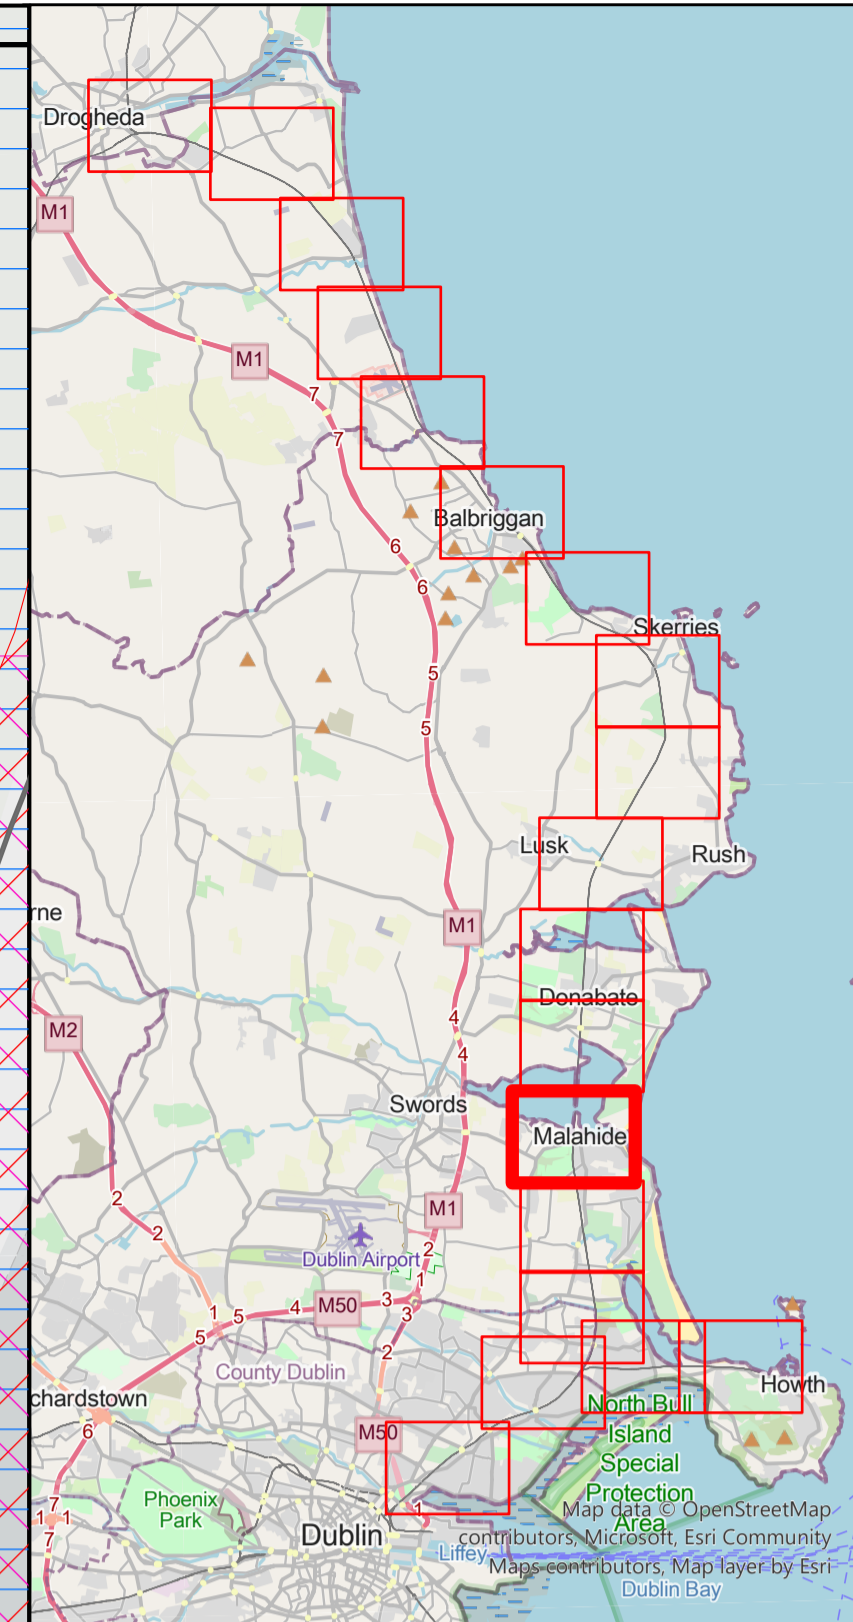 Drogheda
M1
M1
7
7
Balbriggan
6
6
Skerries
5
5
Lusk
Rush
rne
M1
Donabate
M2
4
4
Swords
Malahide
2
M1
2
Dublin Airport
2
1
M50
3
3
4
5
1
5
2
County Dublin
chardstown
Howth
North Bull
Island
Special
Protection
Area
M50
6
Phoenix
Park
7
1
1
7
1
Dublin
Liffey
Map data © OpenStreetMap
contributors, Microsoft, Esri Community
Maps contributors, Map layer by Esri
Dublin Bay